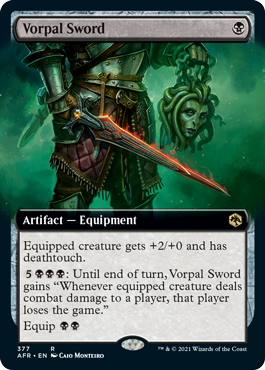 Vorpal Sword
Artifact — Equipment
Equipped creature gets +2/+0 and has
deathtouch.
5: Until end of turn, Vorpal Sword
gains “Whenever equipped creature deals
combat damage to a player, that player
loses the game.”
Equip
377 R
AFR • EN CAIO MONTEIRO
™ & © 2021 Wizards of the Coast